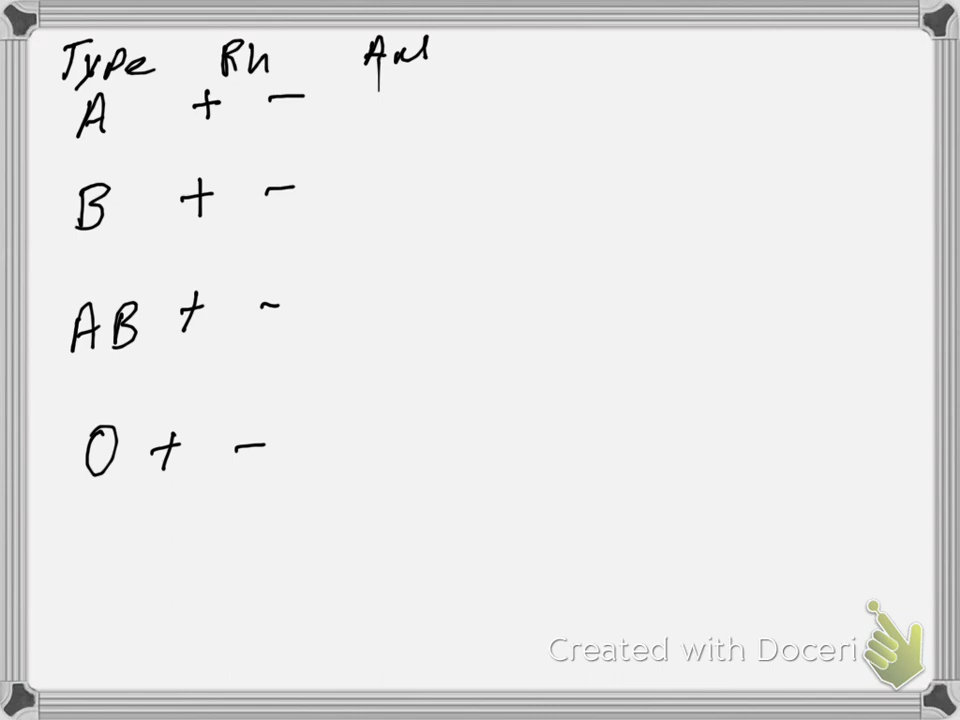 Type Rh
A + -
B + -
AB + -
O + -
Created with Doceri